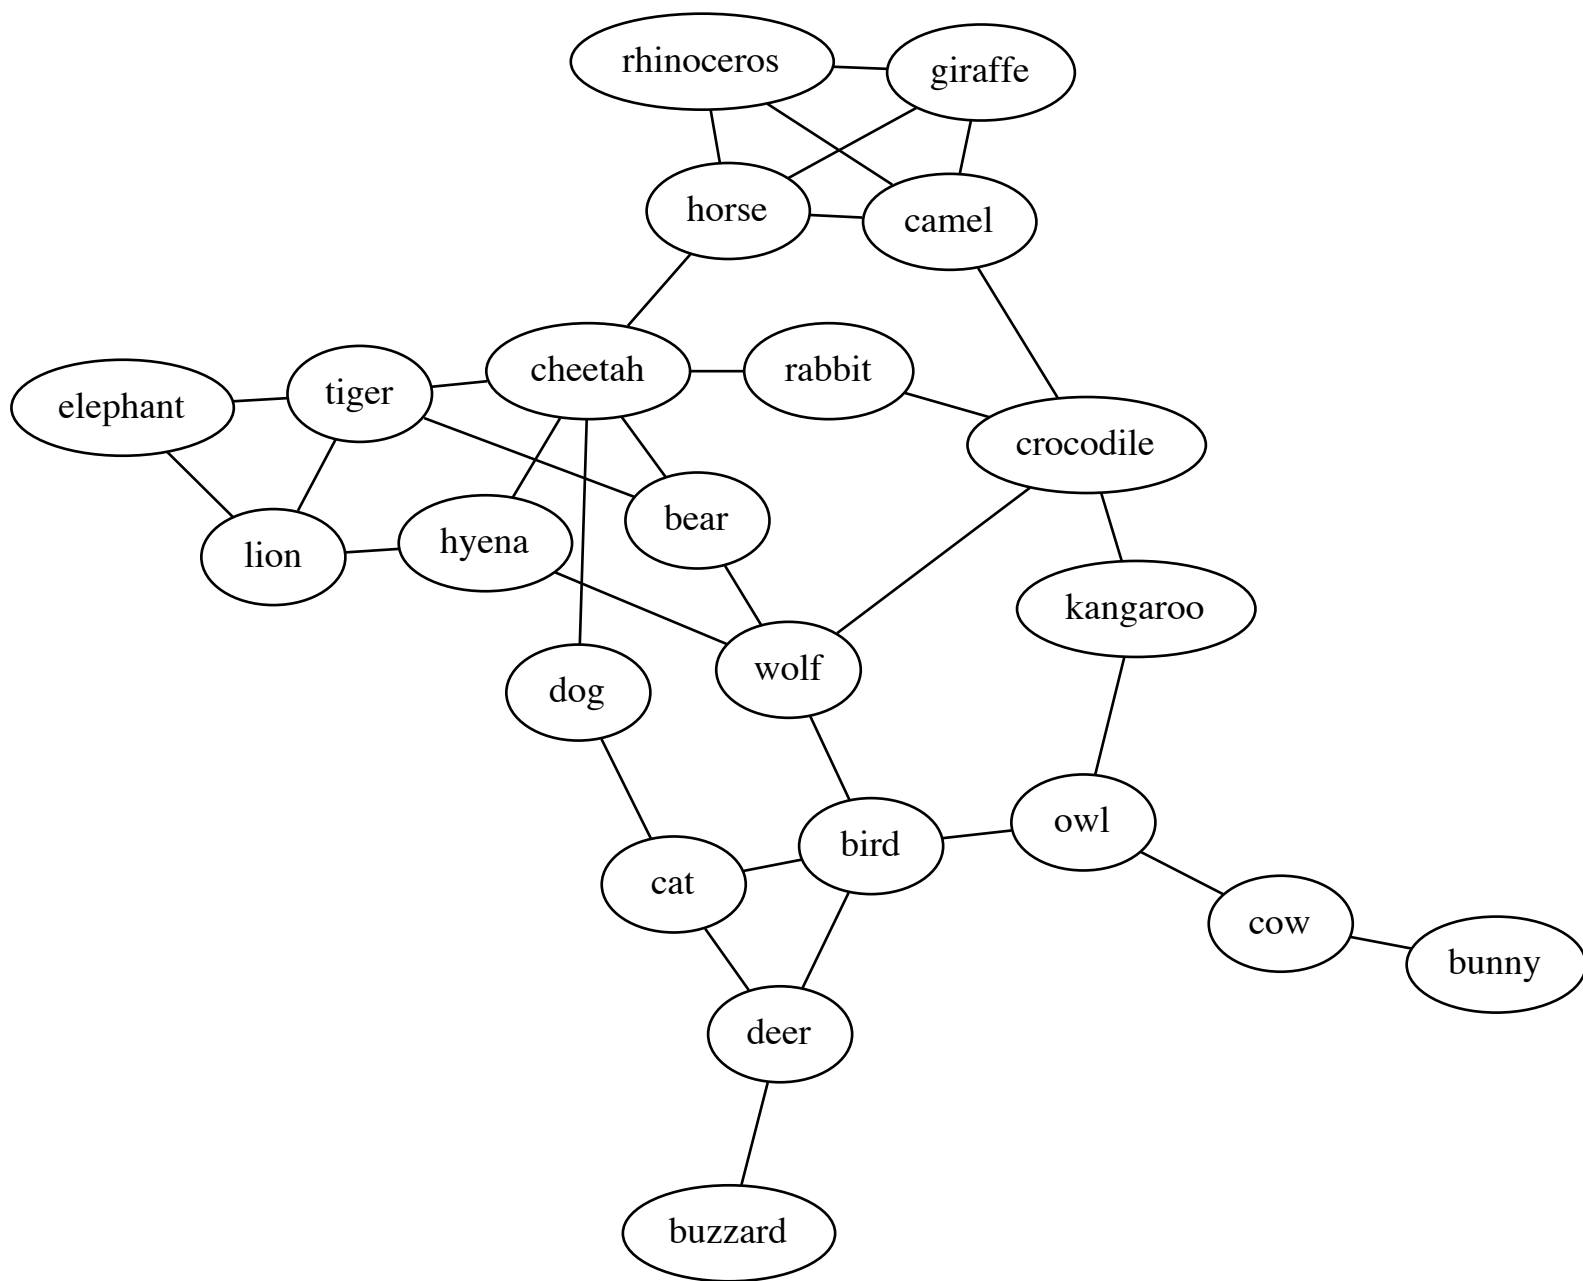 rhinoceros
giraffe
horse
camel
cheetah
rabbit
tiger
elephant
crocodile
bear
hyena
lion
kangaroo
wolf
dog
owl
bird
cat
cow
bunny
deer
buzzard